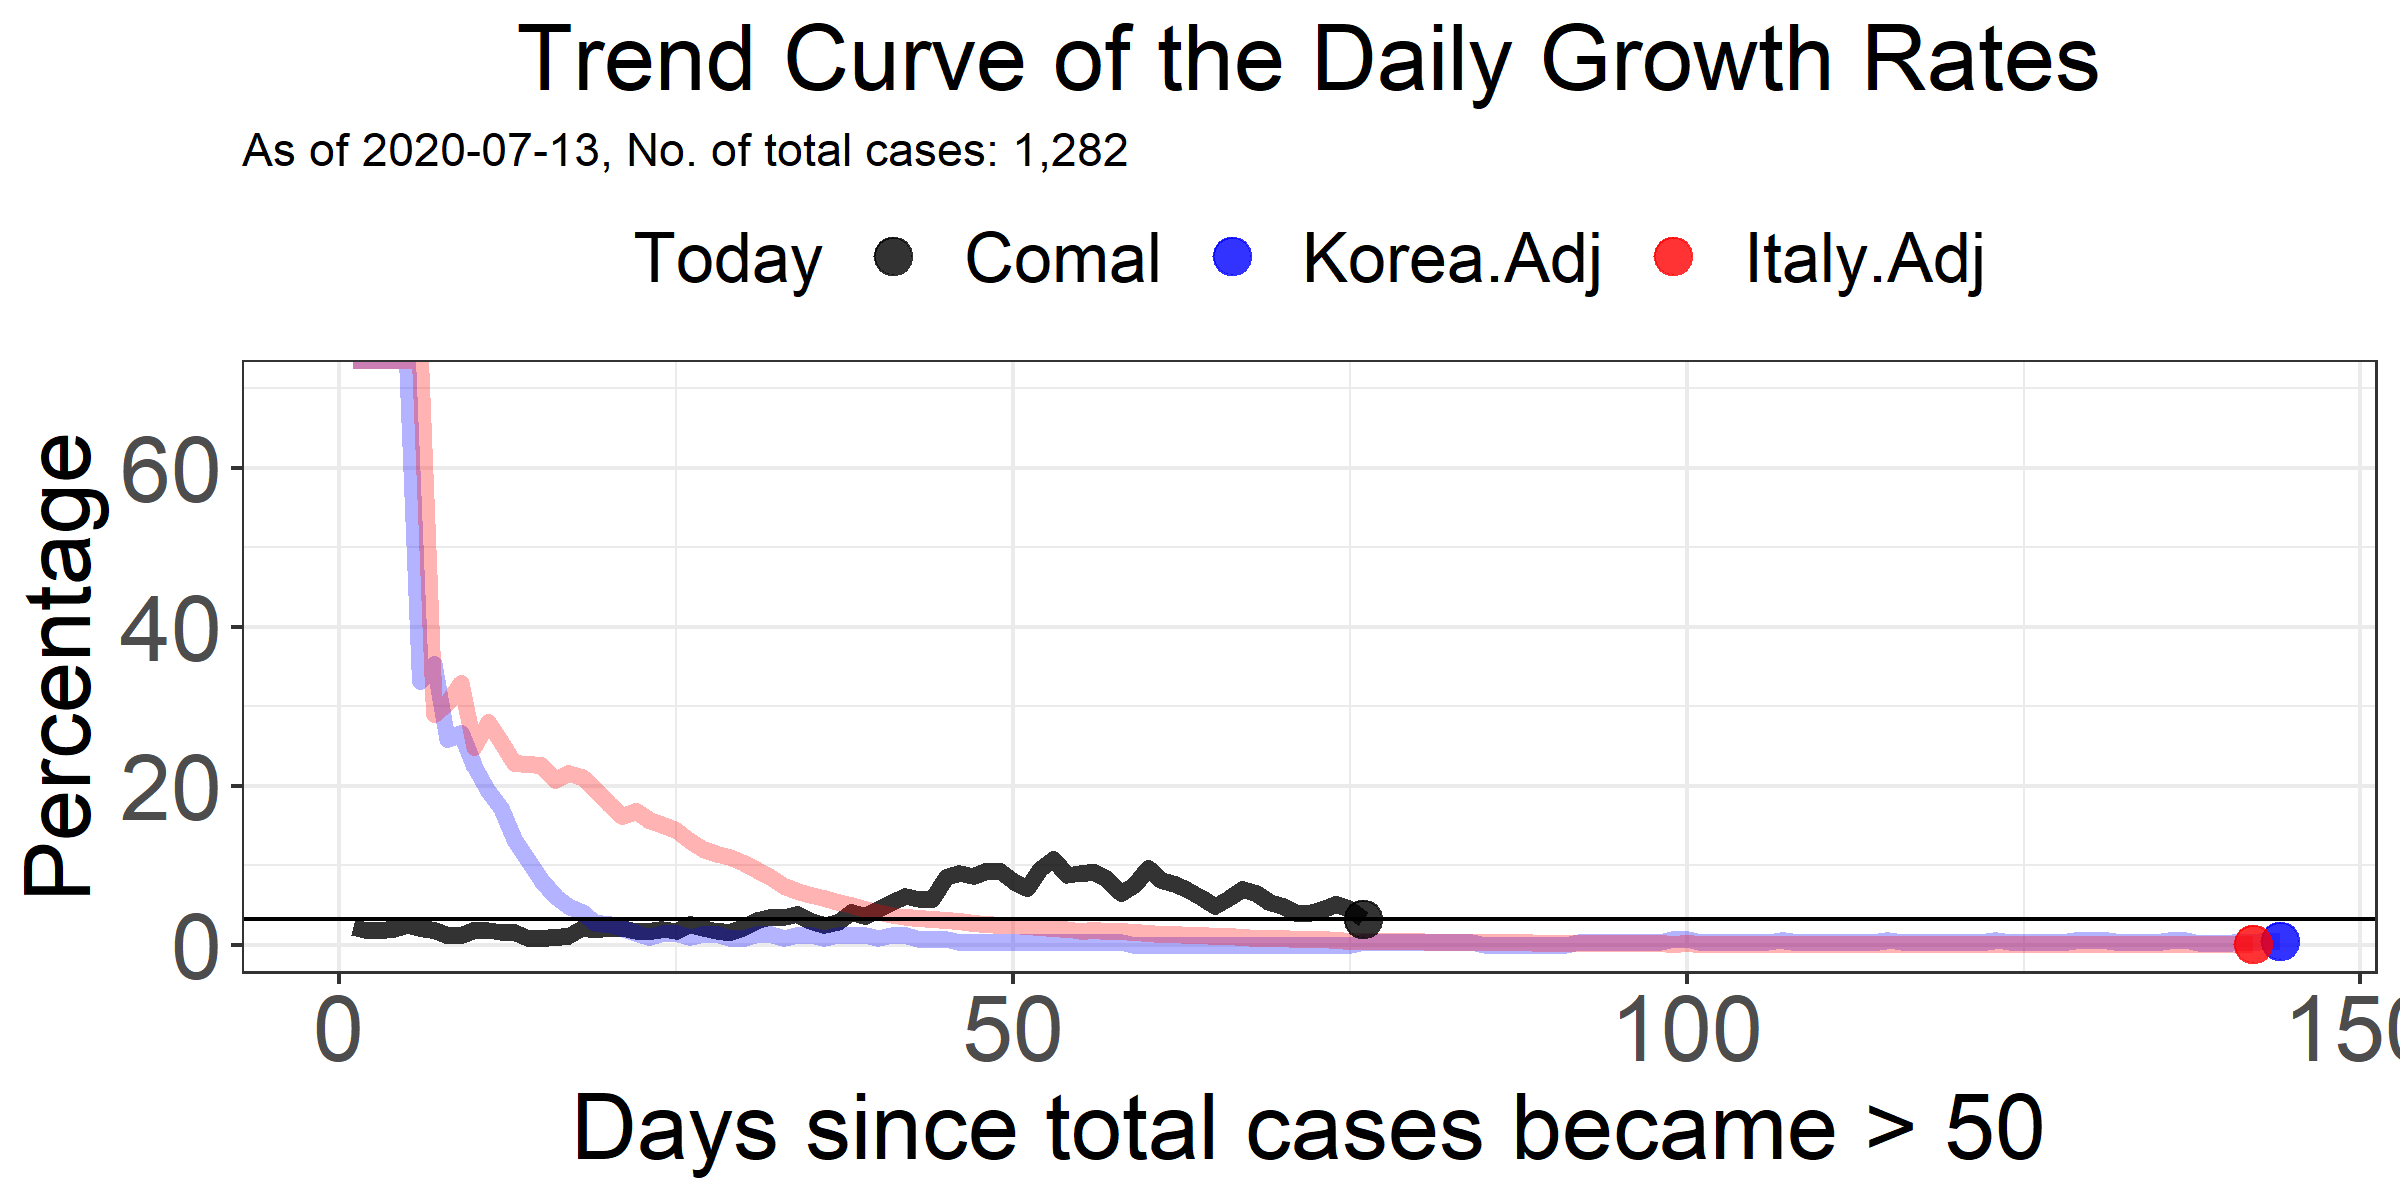 Trend Curve of the Daily Growth Rates
As of 2020-07-13, No. of total cases: 1,282
Today Comal Korea.Adj Italy.Adj
Percentage
60
40
20
0
0 50 100 150
Days since total cases became > 50